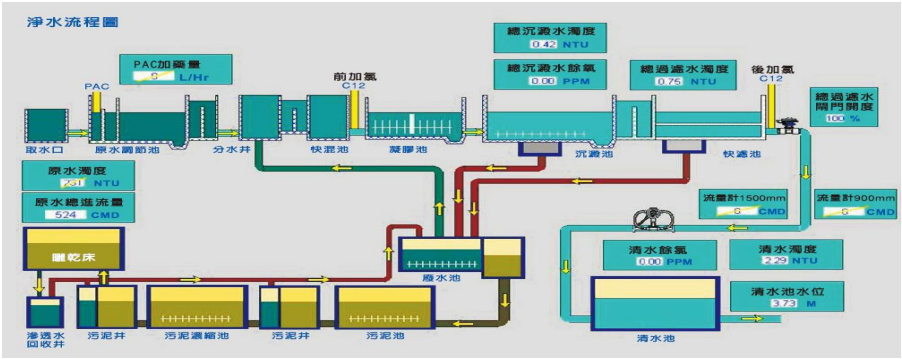 淨水流程圖
PAC加藥量
L/Hr
PAC
前加氯
C12
總沉澱水濁度
0.42 NTU
總沉澱水餘氯
0.00 PPM
總過濾水濁度
0.75 NTU
後加氯
C12
總過濾水
閥門開度
100 %
取水口
原水調節池
分水井
快混池
凝膠池
沉澱池
快濾池
原水濁度
NTU
原水總進流量
524 CMD
流量計1500mm
CMD
流量計900mm
CMD
曬乾床
廢水池
清水餘氯
0.00 PPM
清水濁度
2.29 NTU
清水池水位
3.73 M
滲透水
回收井
污泥井
污泥濃縮池
污泥井
污泥池
清水池